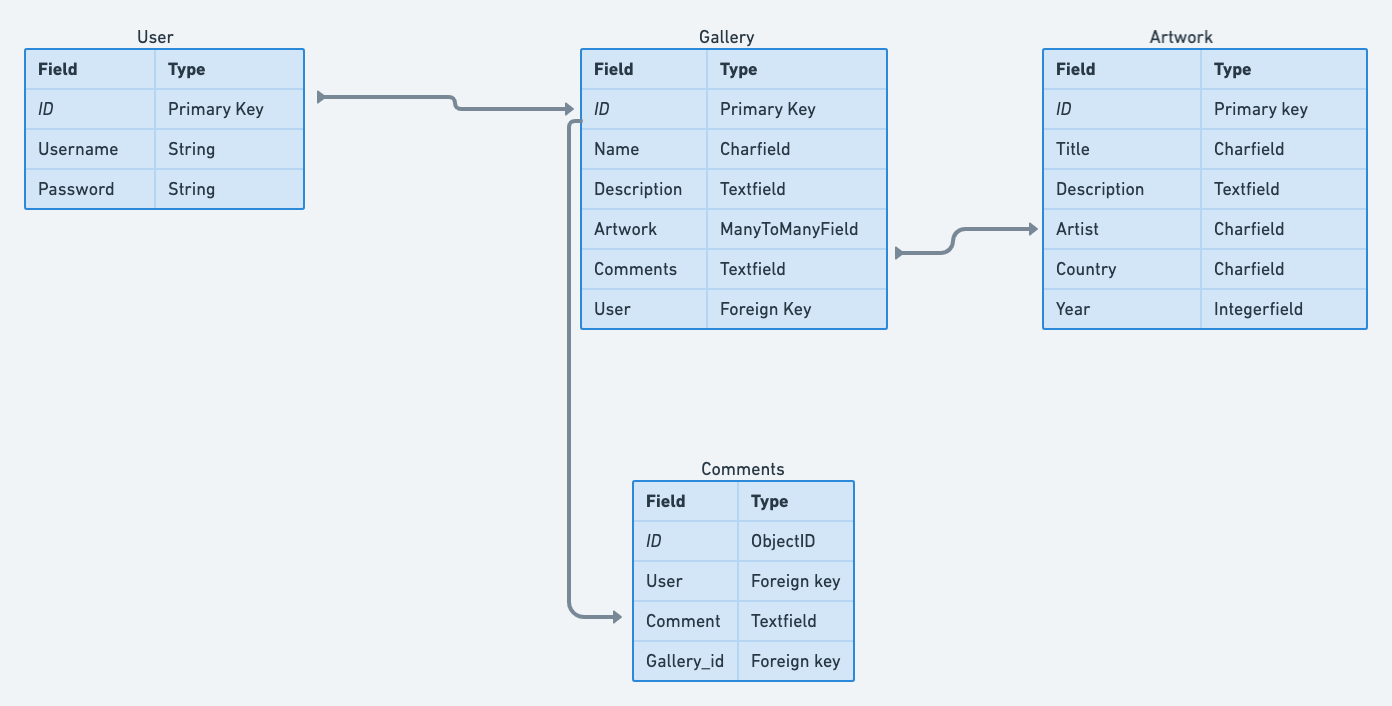 User
Field Type
ID Primary Key
Username String
Password String
Gallery
Field Type
ID Primary Key
Name Charfield
Description Textfield
Artwork ManyToManyField
Comments Textfield
User Foreign Key
Artwork
Field Type
ID Primary key
Title Charfield
Description Textfield
Artist Charfield
Country Charfield
Year Integerfield
Comments
Field Type
ID ObjectID
User Foreign key
Comment Textfield
Gallery_id Foreign key